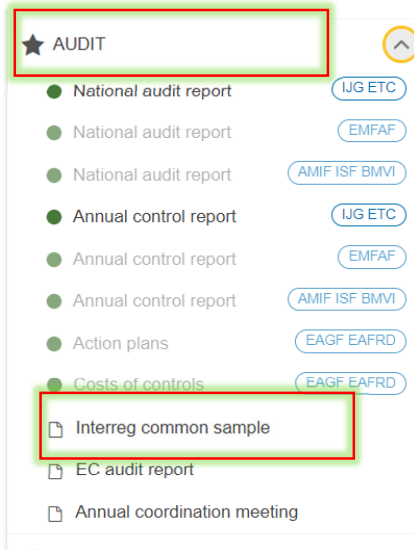 AUDIT
National audit report IJG ETC
National audit report EMFAF
National audit report AMIF ISF BMVI
Annual control report IJG ETC
Annual control report EMFAF
Annual control report AMIF ISF BMVI
Action plans EAGF EAFRD
Costs of controls EAGF EAFRD
Interreg common sample
EC audit report
Annual coordination meeting